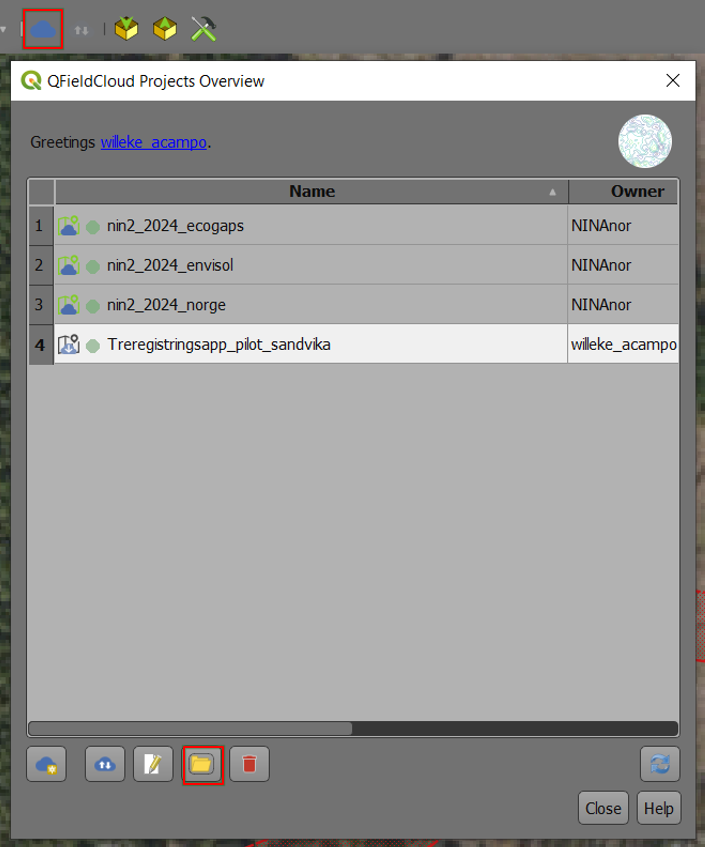 QFieldCloud Projects Overview
Greetings willeke_acampo.
Name Owner
1 nin2_2024_ecogaps NINAnor
2 nin2_2024_envisol NINAnor
3 nin2_2024_norge NINAnor
4 Treregistringsapp_pilot_sandvika willeke_acampo
Close Help